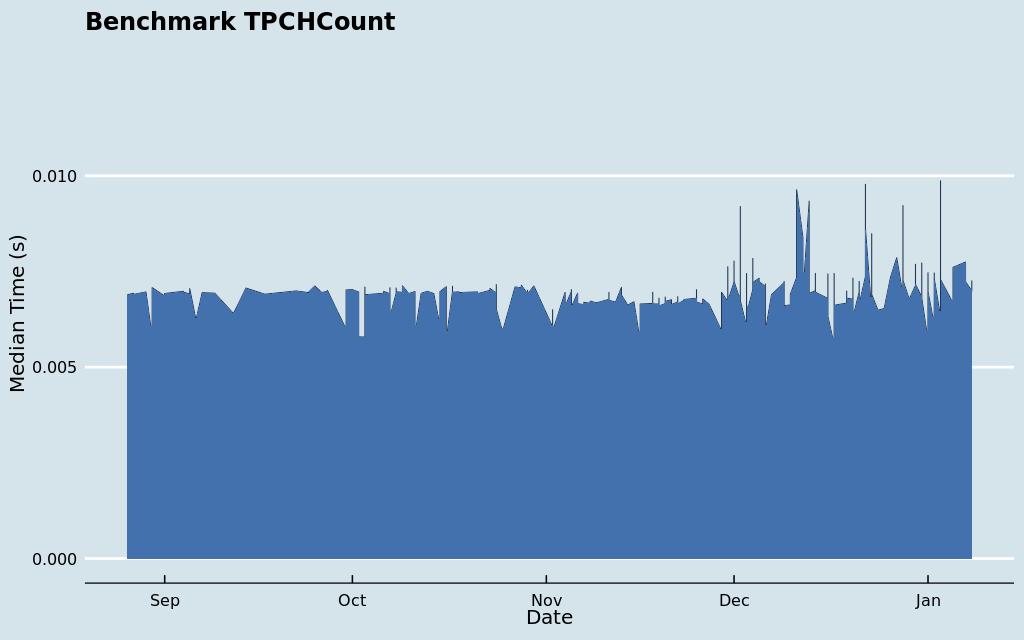 Benchmark TPCHCount
0.010
0.005
0.000
Median Time (s)
Sep Oct Nov Dec Jan
Date